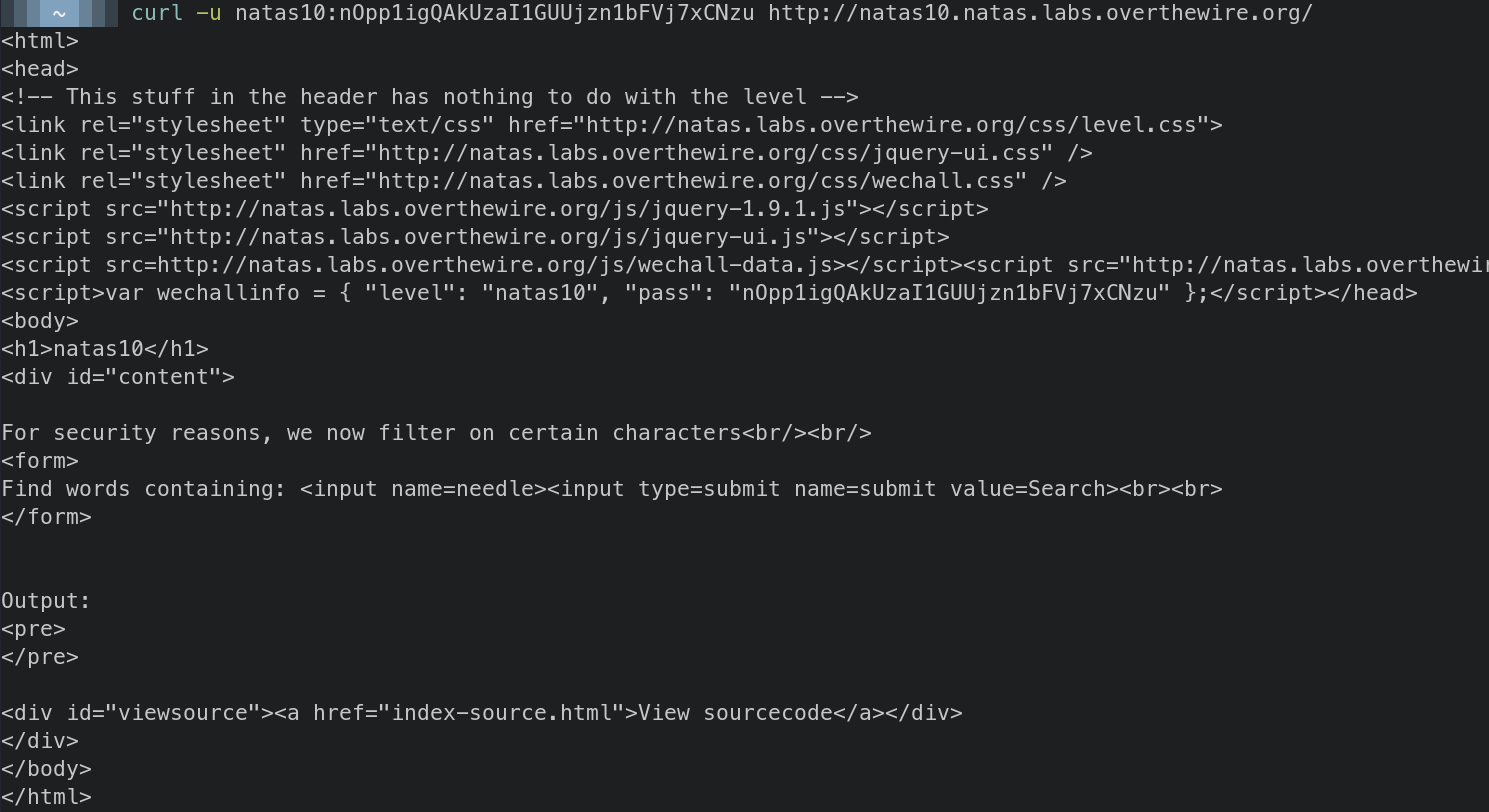 ~ curl -u natas10:nOpp1igQAkUzaI1GUUjzn1bFVj7xCNzu http://natas10.natas.labs.overthewire.org/
<html>
<head>
<!-- This stuff in the header has nothing to do with the level -->
<link rel="stylesheet" type="text/css" href="http://natas.labs.overthewire.org/css/level.css">
<link rel="stylesheet" href="http://natas.labs.overthewire.org/css/jquery-ui.css" />
<link rel="stylesheet" href="http://natas.labs.overthewire.org/css/wechall.css" />
<script src="http://natas.labs.overthewire.org/js/jquery-1.9.1.js"></script>
<script src="http://natas.labs.overthewire.org/js/jquery-ui.js"></script>
<script src=http://natas.labs.overthewire.org/js/wechall-data.js></script><script src="http://natas.labs.overthewir
<script>var wechallinfo = { "level": "natas10", "pass": "nOpp1igQAkUzaI1GUUjzn1bFVj7xCNzu" };</script></head>
<body>
<h1>natas10</h1>
<div id="content">
For security reasons, we now filter on certain characters<br/><br/>
<form>
Find words containing: <input name=needle><input type=submit name=submit value=Search><br><br>
</form>
Output:
<pre>
</pre>
<div id="viewsource"><a href="index-source.html">View sourcecode</a></div>
</div>
</body>
</html>